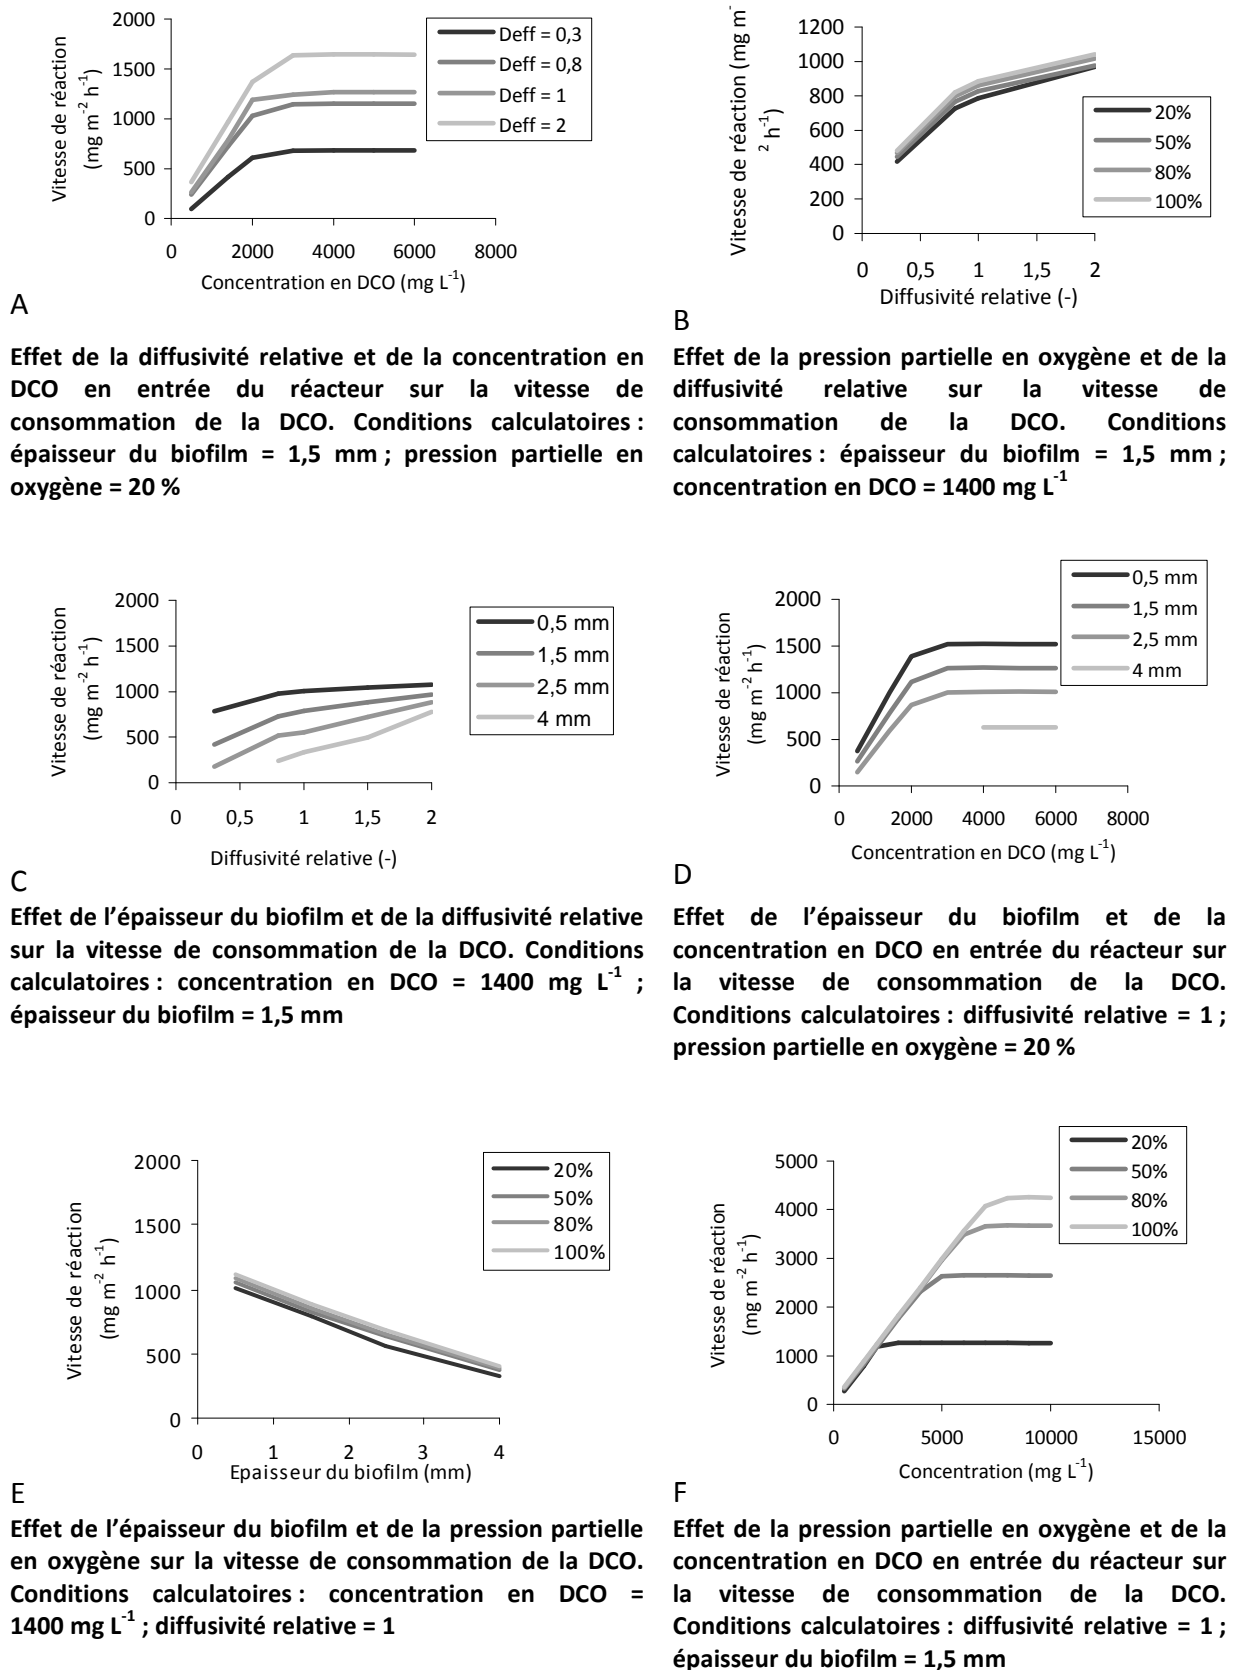 2000
1500
1000
500
0
0 2000 4000 6000 8000
Vitesse de réaction
(mg m⁻² h⁻¹)
Concentration en DCO (mg L⁻¹)
Deff = 0,3
Deff = 0,8
Deff = 1
Deff = 2
A
Effet de la diffusivité relative et de la concentration en
DCO en entrée du réacteur sur la vitesse de
consommation de la DCO. Conditions calculatoires :
épaisseur du biofilm = 1,5 mm ; pression partielle en
oxygène = 20 %
1200
1000
800
600
400
200
0
0 0,5 1 1,5 2
Vitesse de réaction (mg m⁻
² h⁻¹)
Diffusivité relative (-)
20%
50%
80%
100%
B
Effet de la pression partielle en oxygène et de la
diffusivité relative sur la vitesse de
consommation de la DCO. Conditions
calculatoires : épaisseur du biofilm = 1,5 mm ;
concentration en DCO = 1400 mg L⁻¹
2000
1500
1000
500
0
0 0,5 1 1,5 2
Vitesse de réaction
(mg m⁻² h⁻¹)
Diffusivité relative (-)
0,5 mm
1,5 mm
2,5 mm
4 mm
C
Effet de l’épaisseur du biofilm et de la diffusivité relative
sur la vitesse de consommation de la DCO. Conditions
calculatoires : concentration en DCO = 1400 mg L⁻¹ ;
épaisseur du biofilm = 1,5 mm
2000
1500
1000
500
0
0 2000 4000 6000 8000
Vitesse de réaction
(mg m⁻² h⁻¹)
Concentration en DCO (mg L⁻¹)
0,5 mm
1,5 mm
2,5 mm
4 mm
D
Effet de l’épaisseur du biofilm et de la
concentration en DCO en entrée du réacteur sur
la vitesse de consommation de la DCO.
Conditions calculatoires : diffusivité relative = 1 ;
pression partielle en oxygène = 20 %
2000
1500
1000
500
0
0 1 2 3 4
Vitesse de réaction
(mg m⁻² h⁻¹)
Epaisseur du biofilm (mm)
20%
50%
80%
100%
E
Effet de l’épaisseur du biofilm et de la pression partielle
en oxygène sur la vitesse de consommation de la DCO.
Conditions calculatoires : concentration en DCO =
1400 mg L⁻¹ ; diffusivité relative = 1
5000
4000
3000
2000
1000
0
0 5000 10000 15000
Vitesse de réaction
(mg m⁻² h⁻¹)
Concentration (mg L⁻¹)
20%
50%
80%
100%
F
Effet de la pression partielle en oxygène et de la
concentration en DCO en entrée du réacteur sur
la vitesse de consommation de la DCO.
Conditions calculatoires : diffusivité relative = 1 ;
épaisseur du biofilm = 1,5 mm